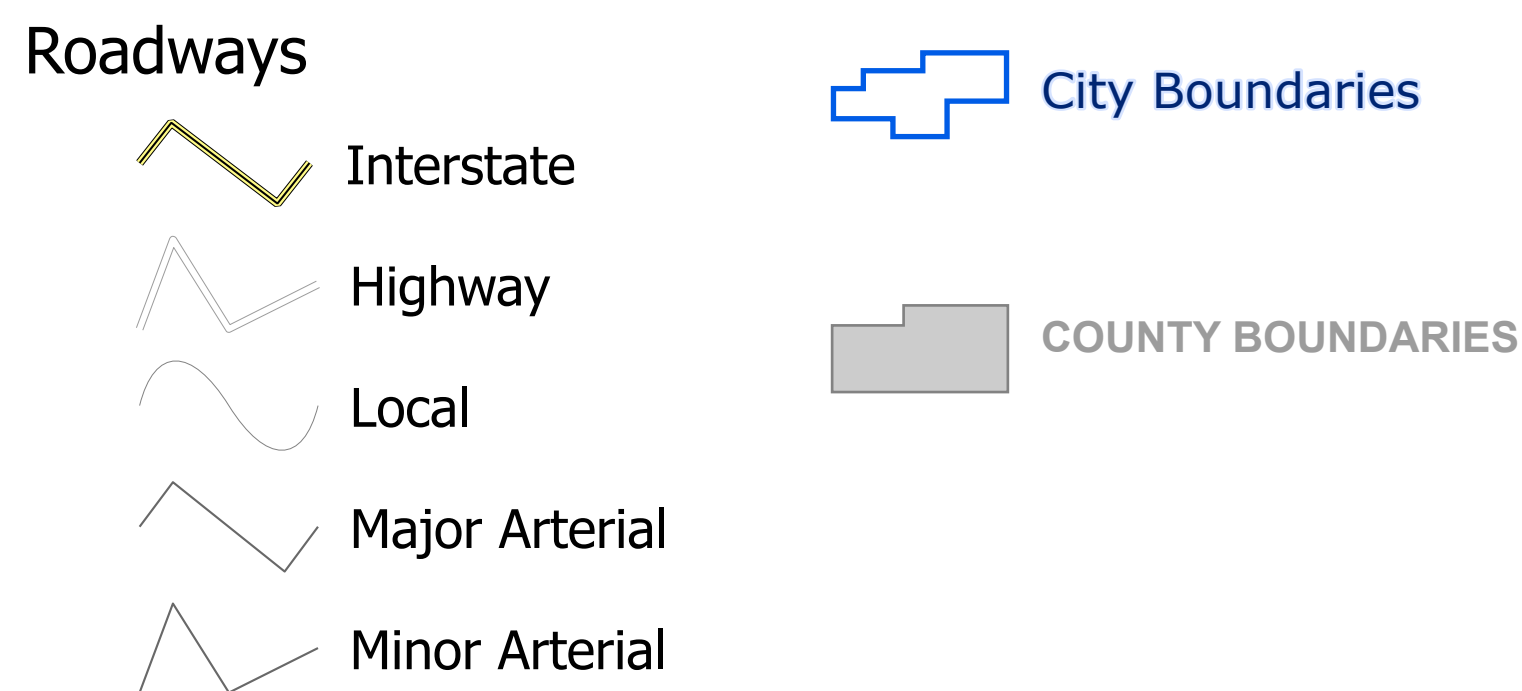 Roadways
Interstate
Highway
Local
Major Arterial
Minor Arterial
City Boundaries
COUNTY BOUNDARIES